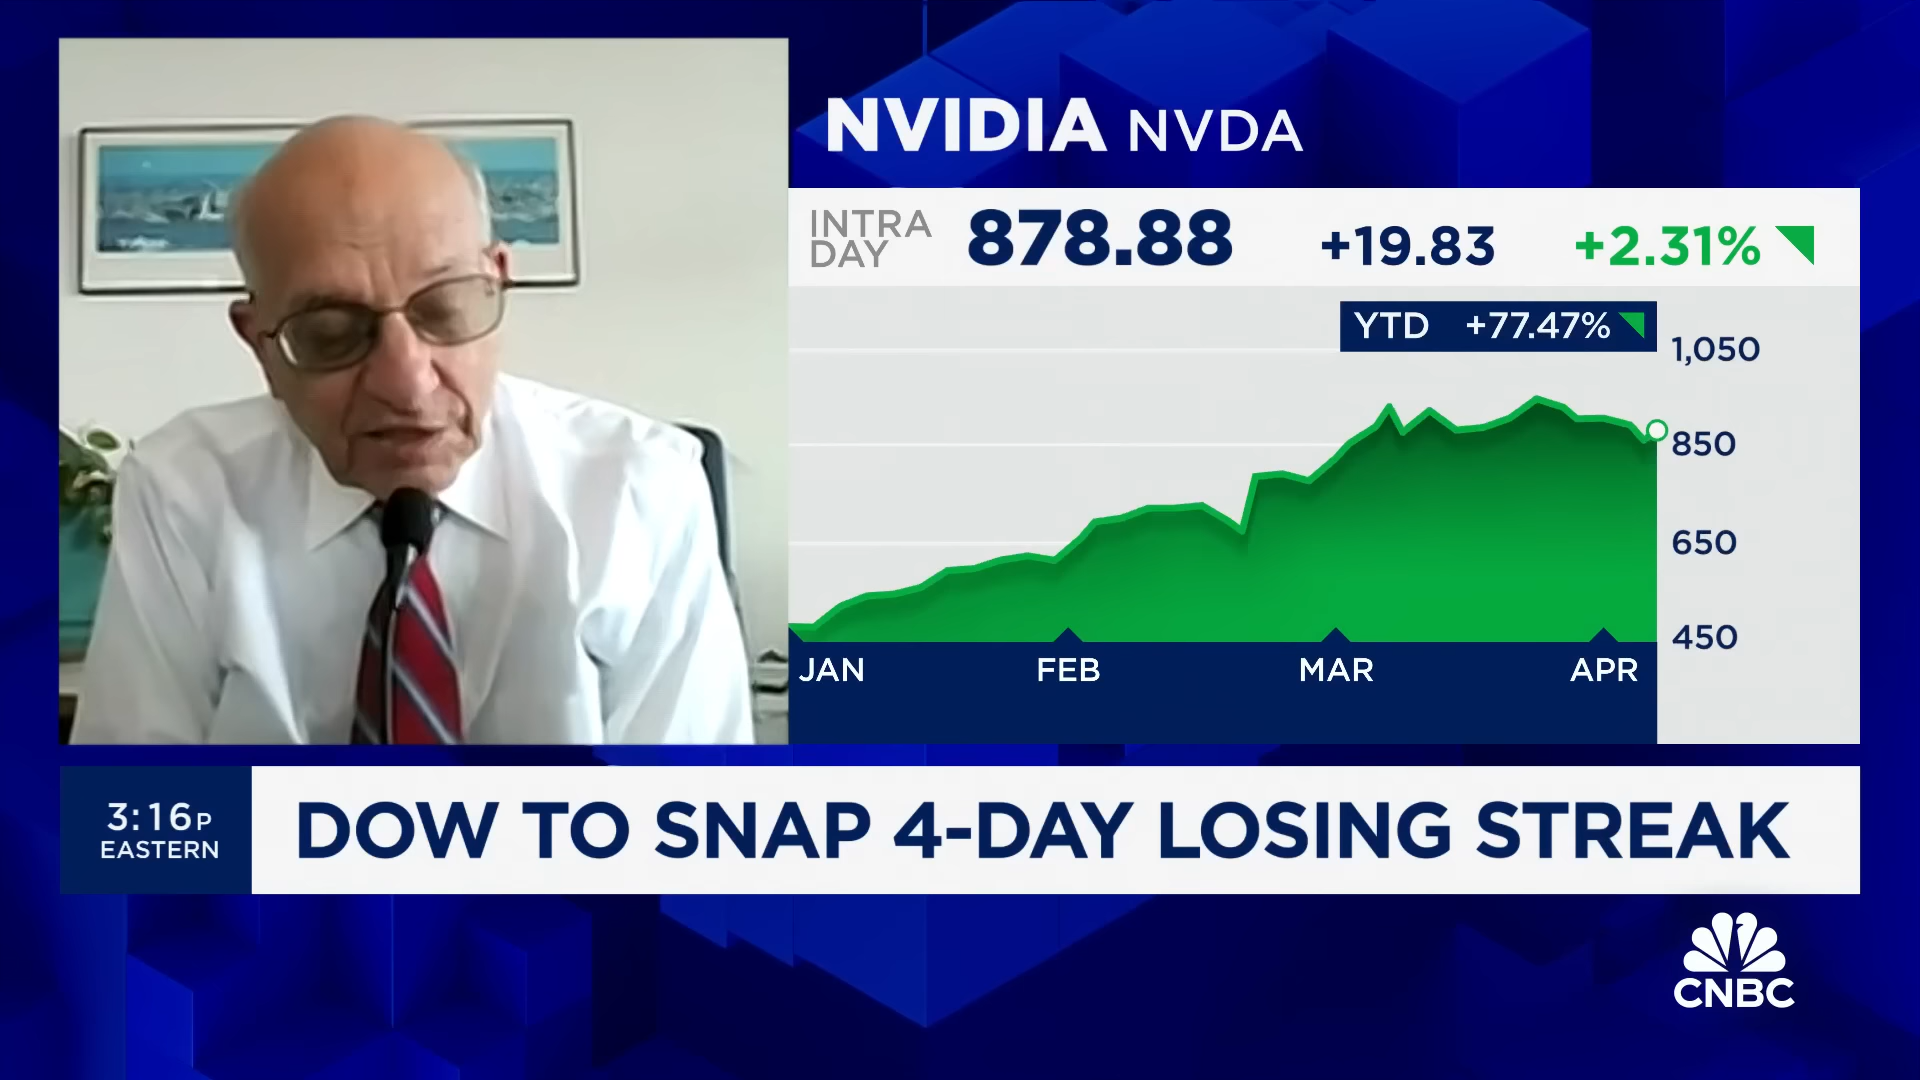 NVIDIA NVDA
INTRA
DAY
878.88 +19.83 +2.31%
YTD +77.47%
1,050
850
650
450
JAN FEB MAR APR
3:16P
EASTERN
DOW TO SNAP 4-DAY LOSING STREAK
CNBC